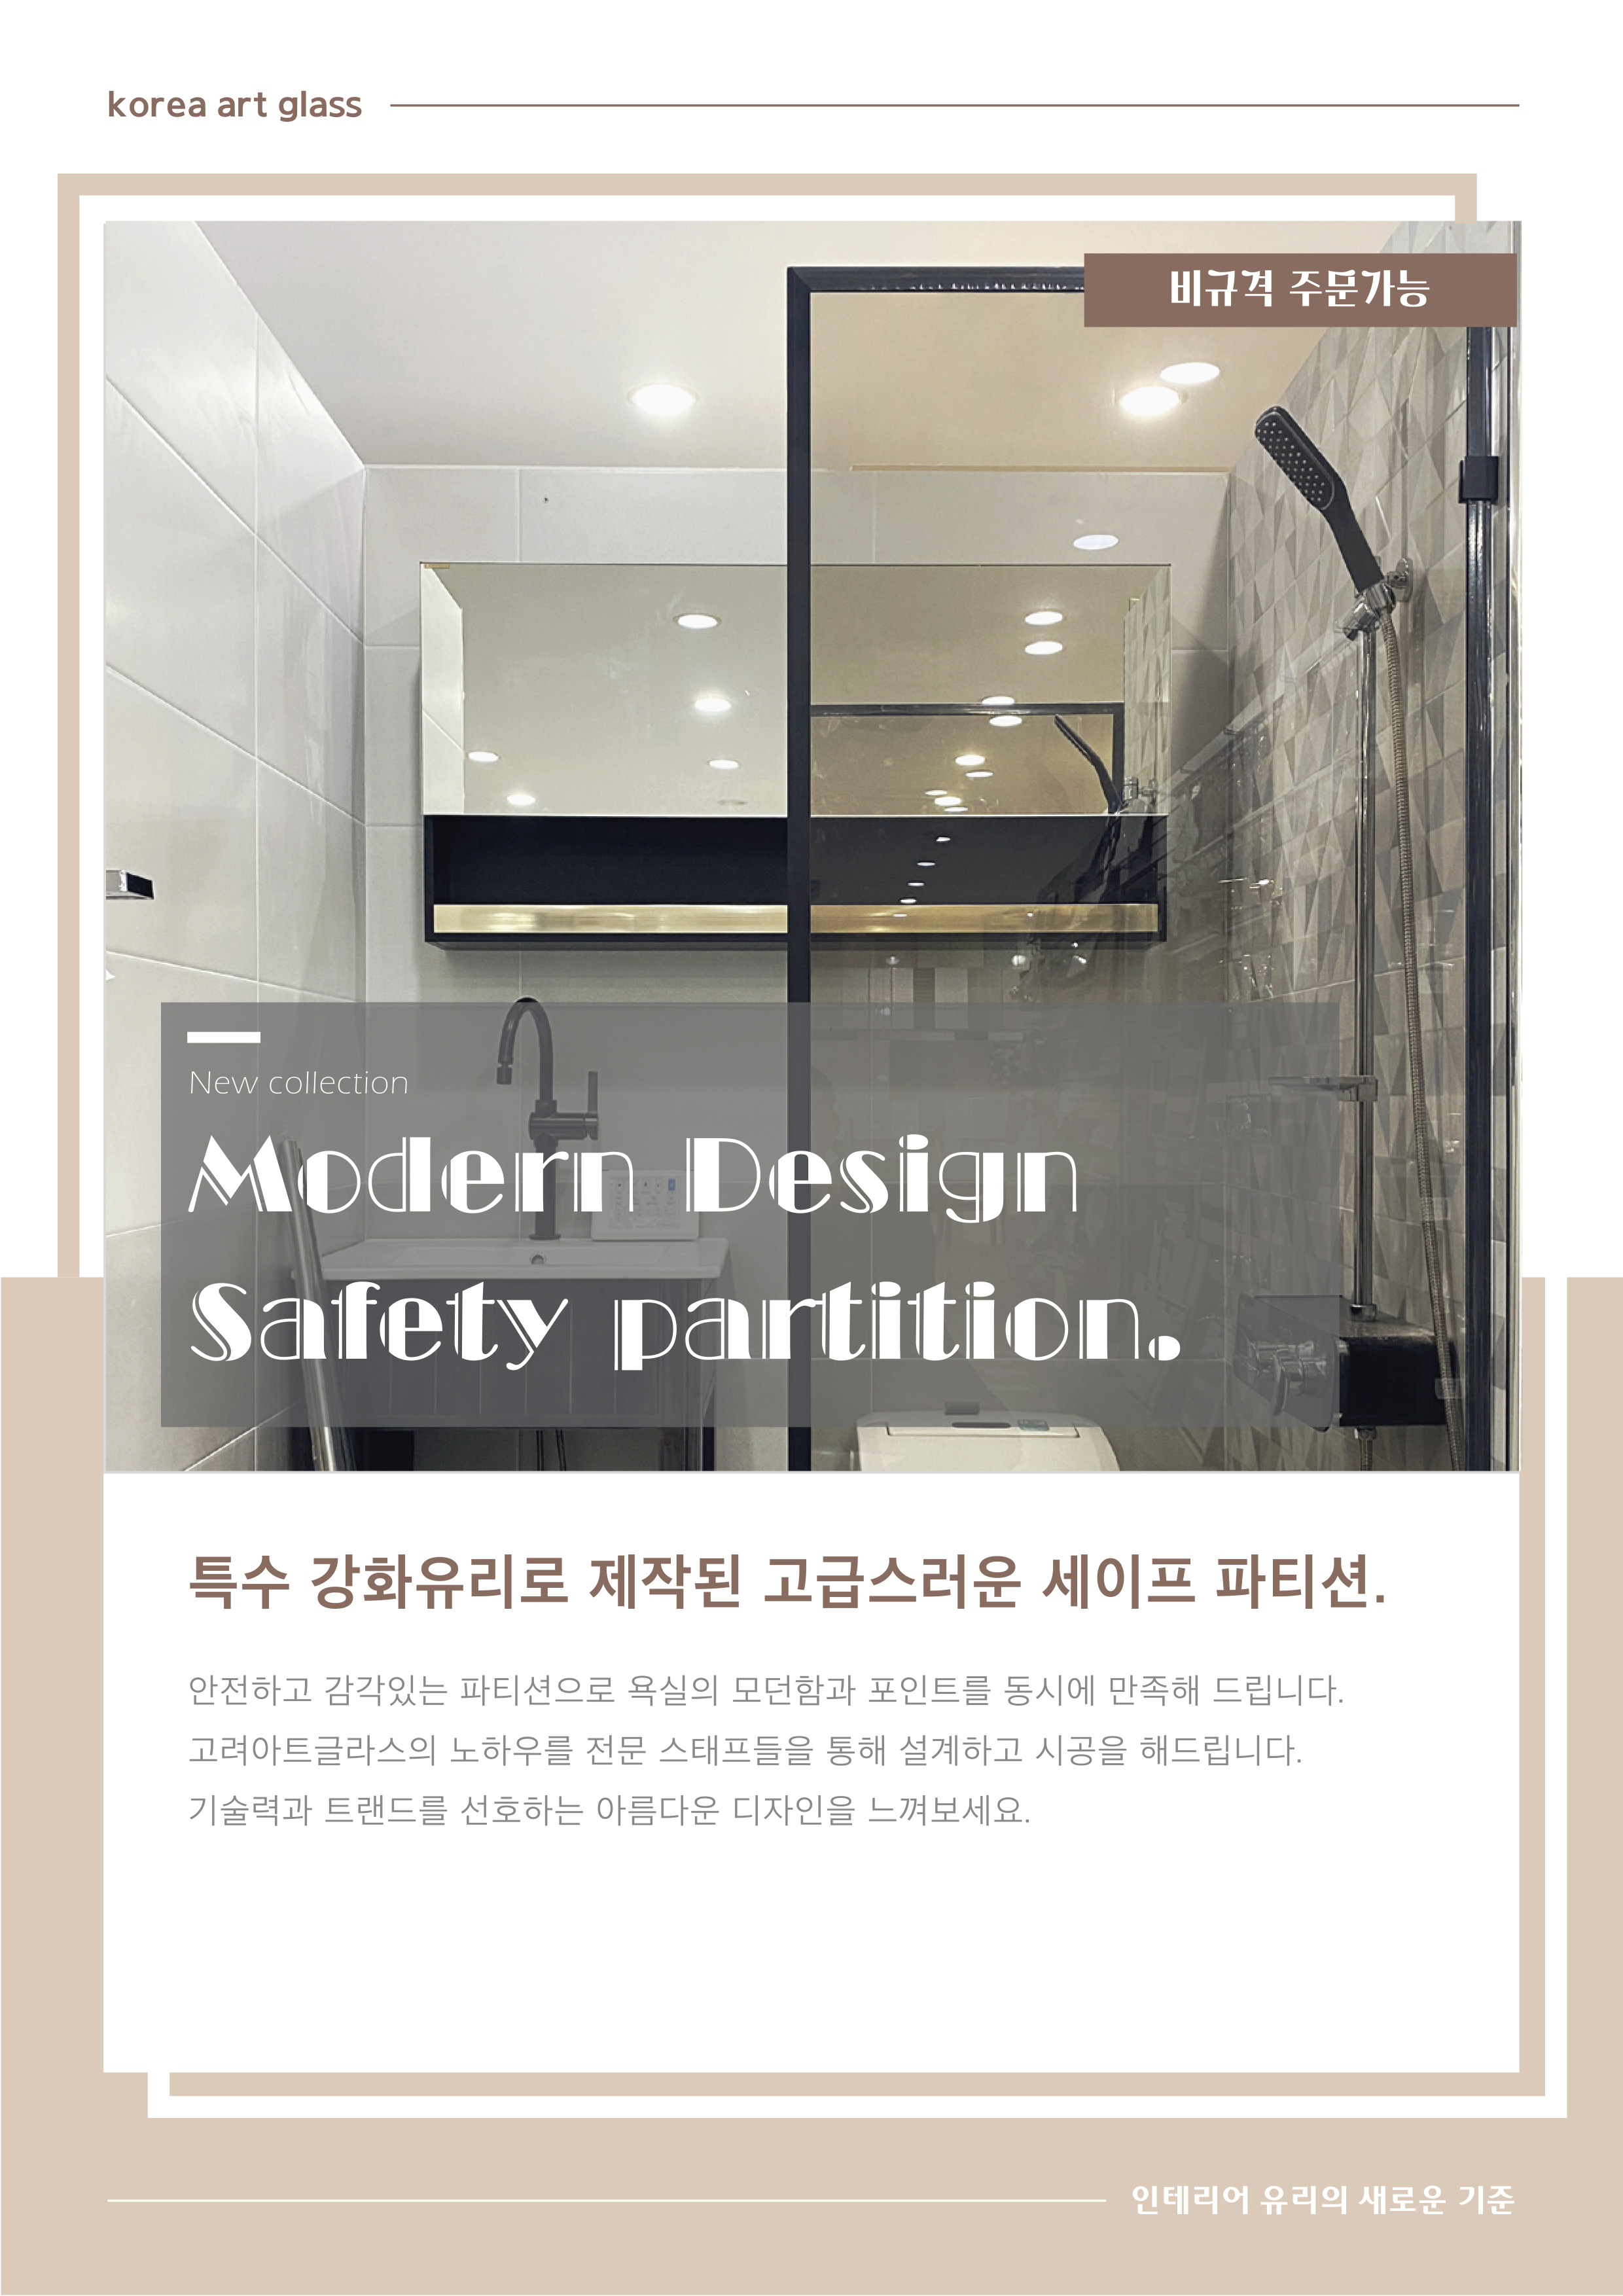 korea art glass
비규격 주문가능
New collection
Modern Design
Safety partition.
특수 강화유리로 제작된 고급스러운 세이프 파티션.
안전하고 감각있는 파티션으로 욕실의 모던함과 포인트를 동시에 만족해 드립니다.
고려아트글라스의 노하우를 전문 스태프들을 통해 설계하고 시공을 해드립니다.
기술력과 트랜드를 선호하는 아름다운 디자인을 느껴보세요.
인테리어 유리의 새로운 기준